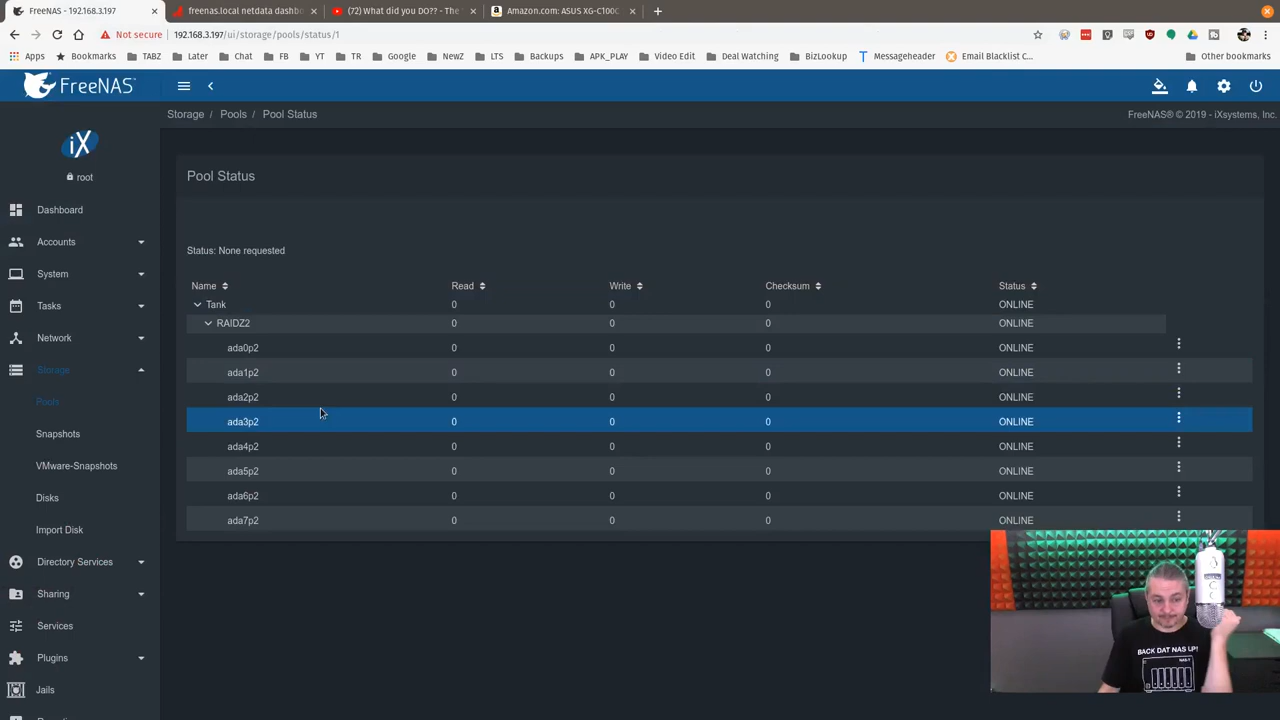 FreeNAS - 192.168.3.197
freenas.local netdata dashbo
(72) What did you DO?? - The
Amazon.com: ASUS XG-C100C
Not secure 192.168.3.197/ui/storage/pools/status/1
Apps Bookmarks TABZ Later Chat FB YT TR Google NewZ LTS Backups APK_PLAY Video Edit Deal Watching BizLookup Messageheader Email Blacklist C... Other bookmarks
FreeNAS
Storage / Pools / Pool Status
FreeNAS® © 2019 - iXsystems, Inc.
iX
root
Dashboard
Accounts
System
Tasks
Network
Storage
Pools
Snapshots
VMware-Snapshots
Disks
Import Disk
Directory Services
Sharing
Services
Plugins
Jails
Pool Status
Status: None requested
Name Read Write Checksum Status
Tank 0 0 0 ONLINE
RAIDZ2 0 0 0 ONLINE
ada0p2 0 0 0 ONLINE
ada1p2 0 0 0 ONLINE
ada2p2 0 0 0 ONLINE
ada3p2 0 0 0 ONLINE
ada4p2 0 0 0 ONLINE
ada5p2 0 0 0 ONLINE
ada6p2 0 0 0 ONLINE
ada7p2 0 0 0 ONLINE
BACK DAT NAS UP!